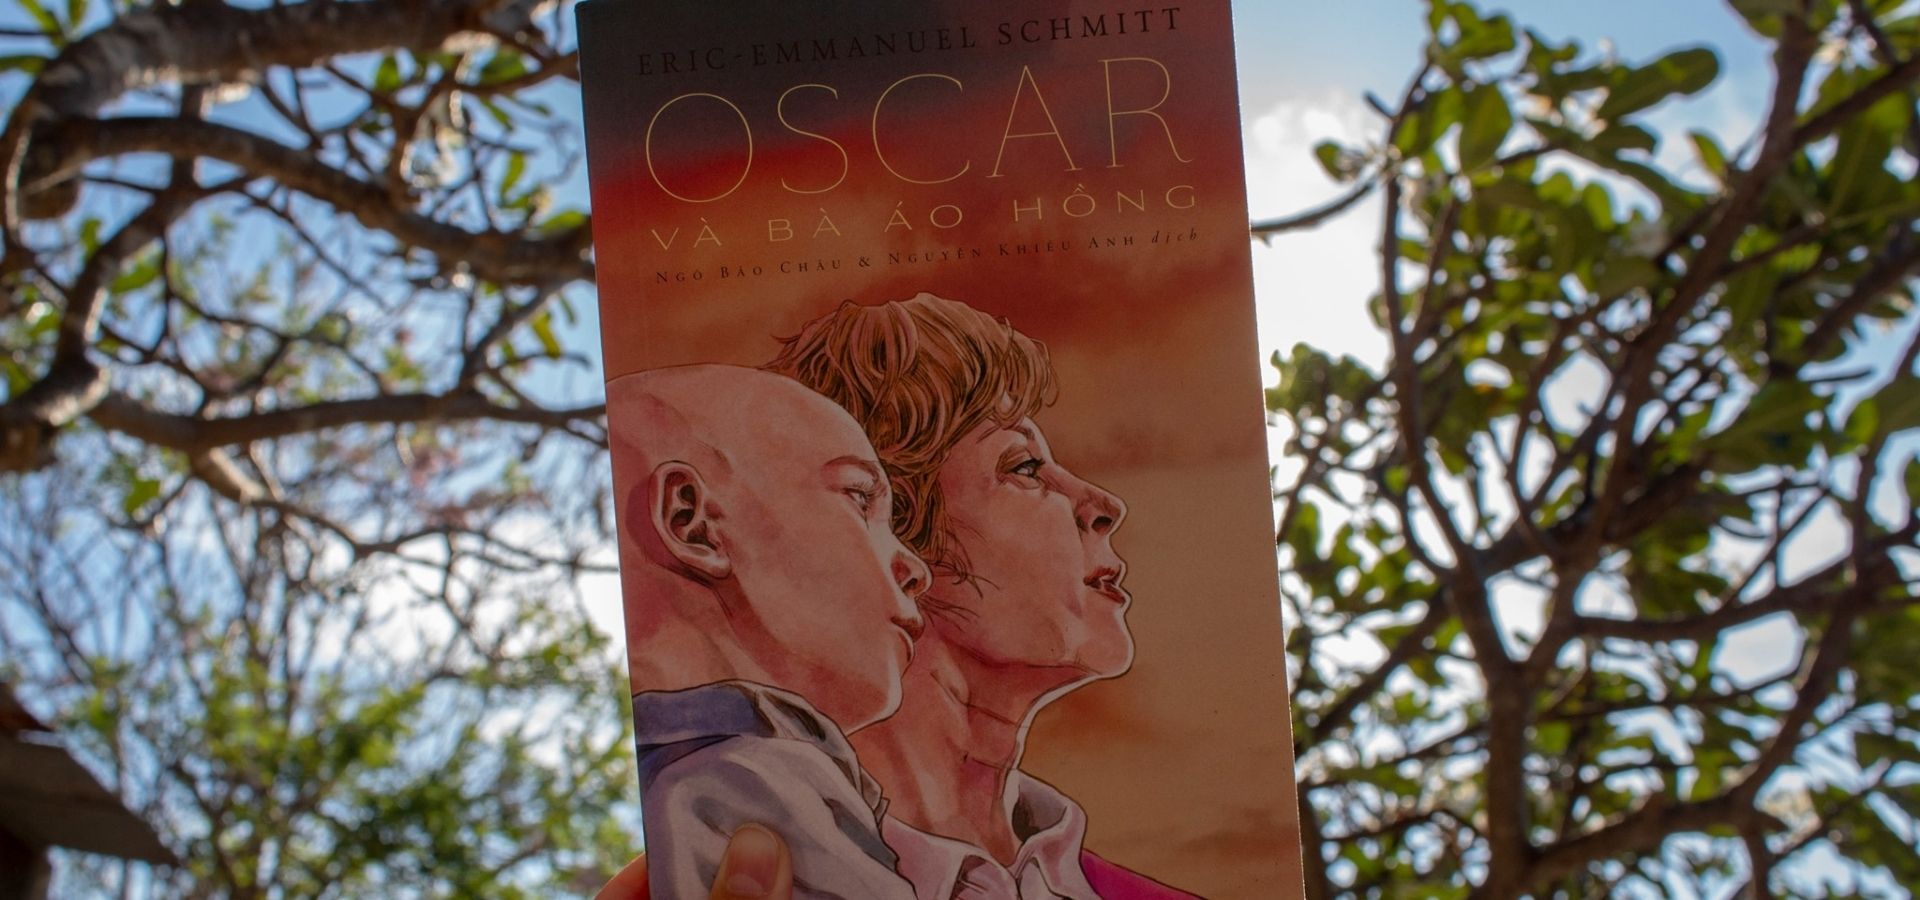 ERIC-EMMANUEL SCHMITT
OSCAR
VÀ BÀ ÁO HỒNG
NGÔ BẢO CHÂU & NGUYỄN KHIẾU ANH dịch